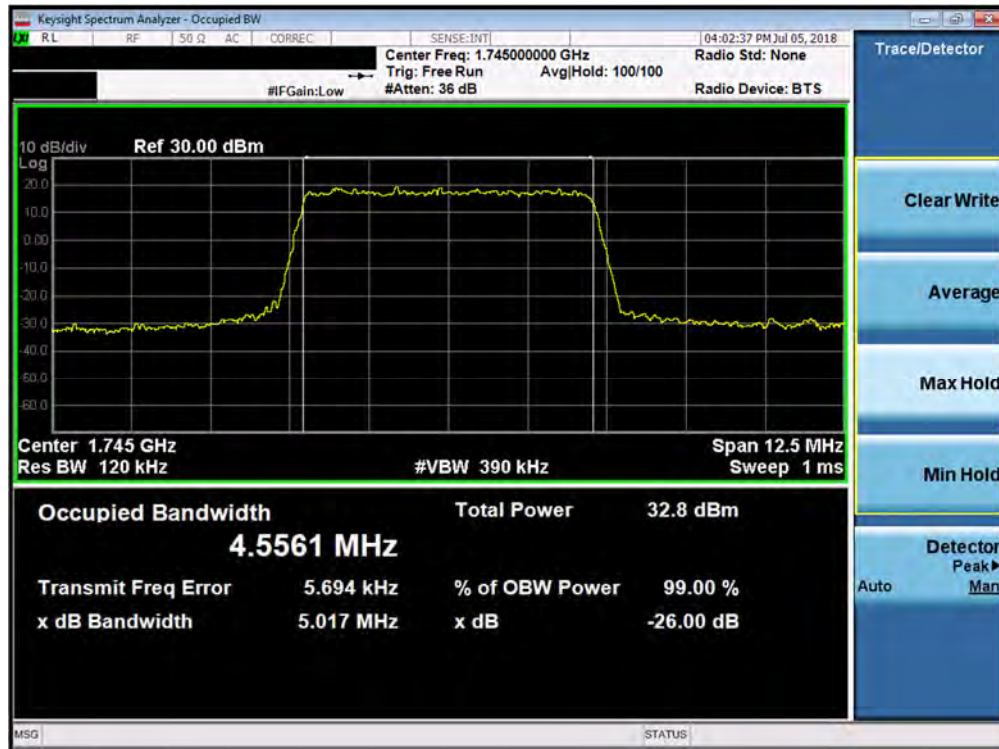 Keysight Spectrum Analyzer - Occupied BW
LXI RL RF 50 Ω AC CORREC SENSE:INT 04:02:37 PM Jul 05, 2018
Center Freq: 1.745000000 GHz Radio Std: None
Trig: Free Run Avg|Hold: 100/100
#IFGain:Low #Atten: 36 dB Radio Device: BTS
Trace/Detector
10 dB/div Ref 30.00 dBm
Log
20.0
10.0
0.00
-10.0
-20.0
-30.0
-40.0
-50.0
-60.0
Center 1.745 GHz Span 12.5 MHz
Res BW 120 kHz #VBW 390 kHz Sweep 1 ms
Occupied Bandwidth Total Power 32.8 dBm
4.5561 MHz
Transmit Freq Error 5.694 kHz % of OBW Power 99.00 %
x dB Bandwidth 5.017 MHz x dB -26.00 dB
Clear Write
Average
Max Hold
Min Hold
Detector
Peak▶
Auto Man
MSG STATUS